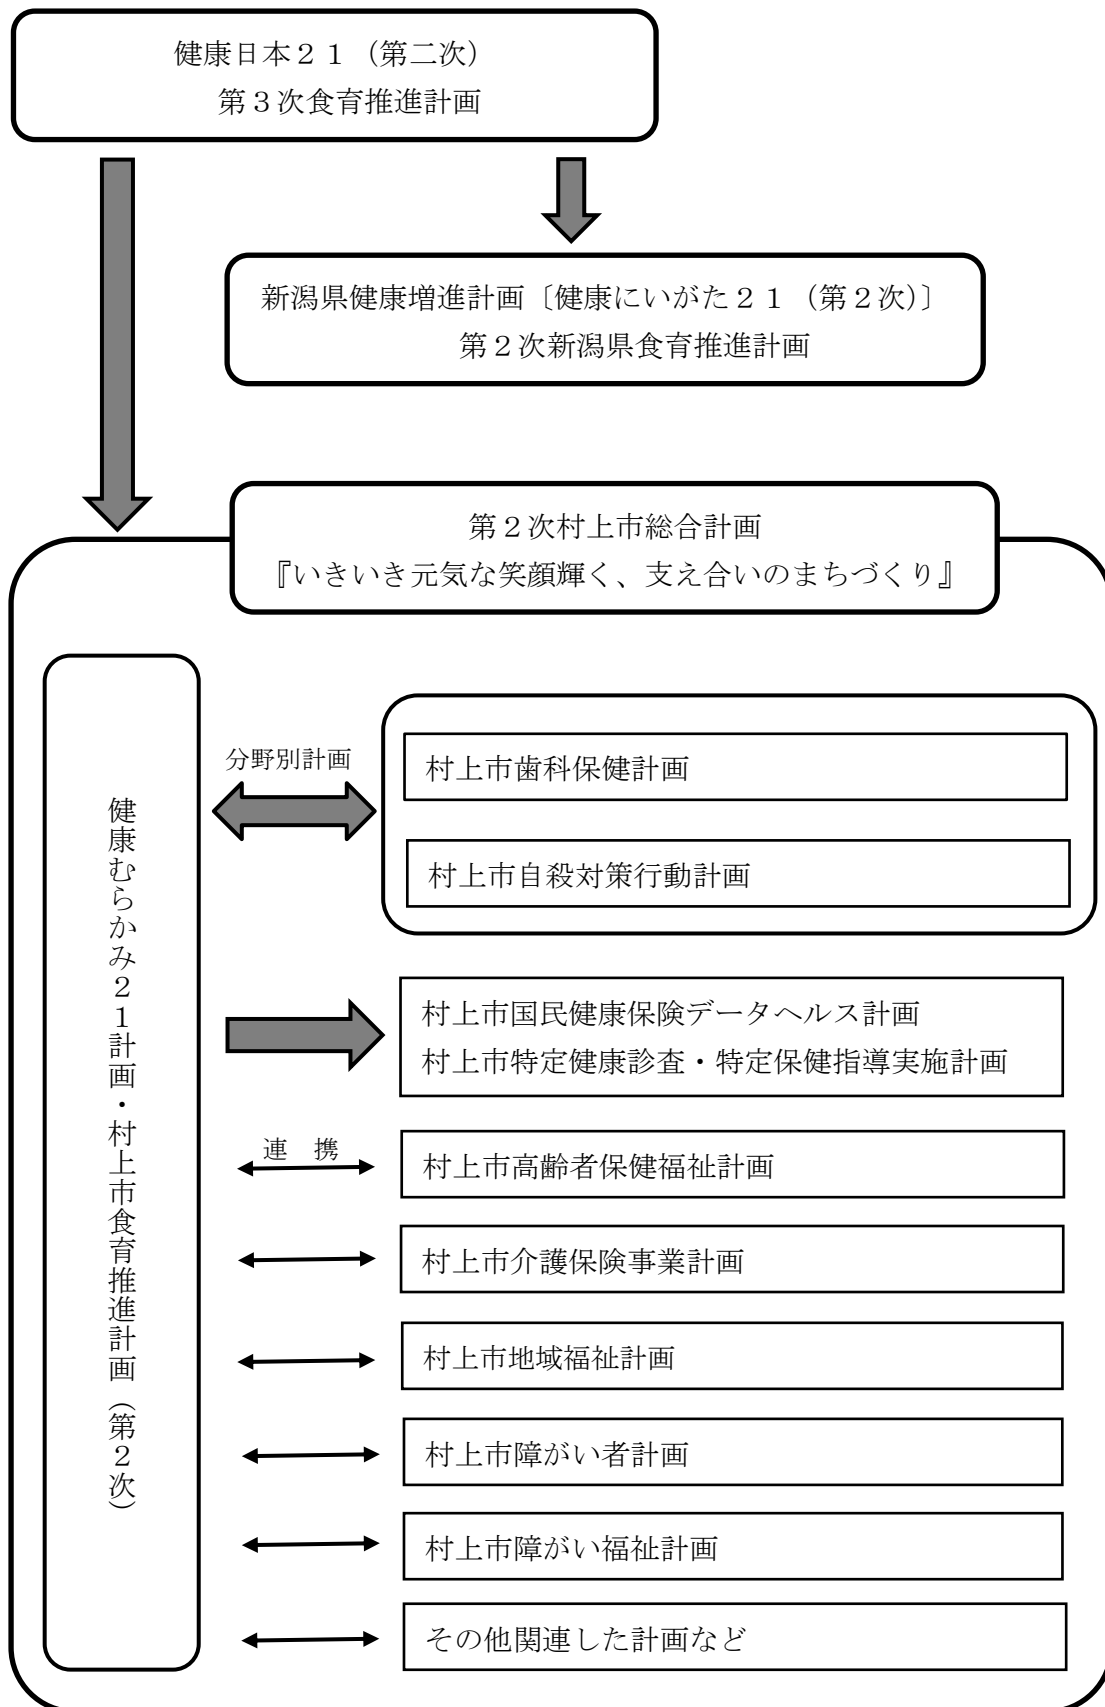 健康日本２１（第二次）
第３次食育推進計画
新潟県健康増進計画〔健康にいがた２１（第２次）〕
第２次新潟県食育推進計画
第２次村上市総合計画
『いきいき元気な笑顔輝く、支え合いのまちづくり』
健康むらかみ２１計画・村上市食育推進計画（第２次）
分野別計画
村上市歯科保健計画
村上市自殺対策行動計画
村上市国民健康保険データヘルス計画
村上市特定健康診査・特定保健指導実施計画
連　携
村上市高齢者保健福祉計画
村上市介護保険事業計画
村上市地域福祉計画
村上市障がい者計画
村上市障がい福祉計画
その他関連した計画など